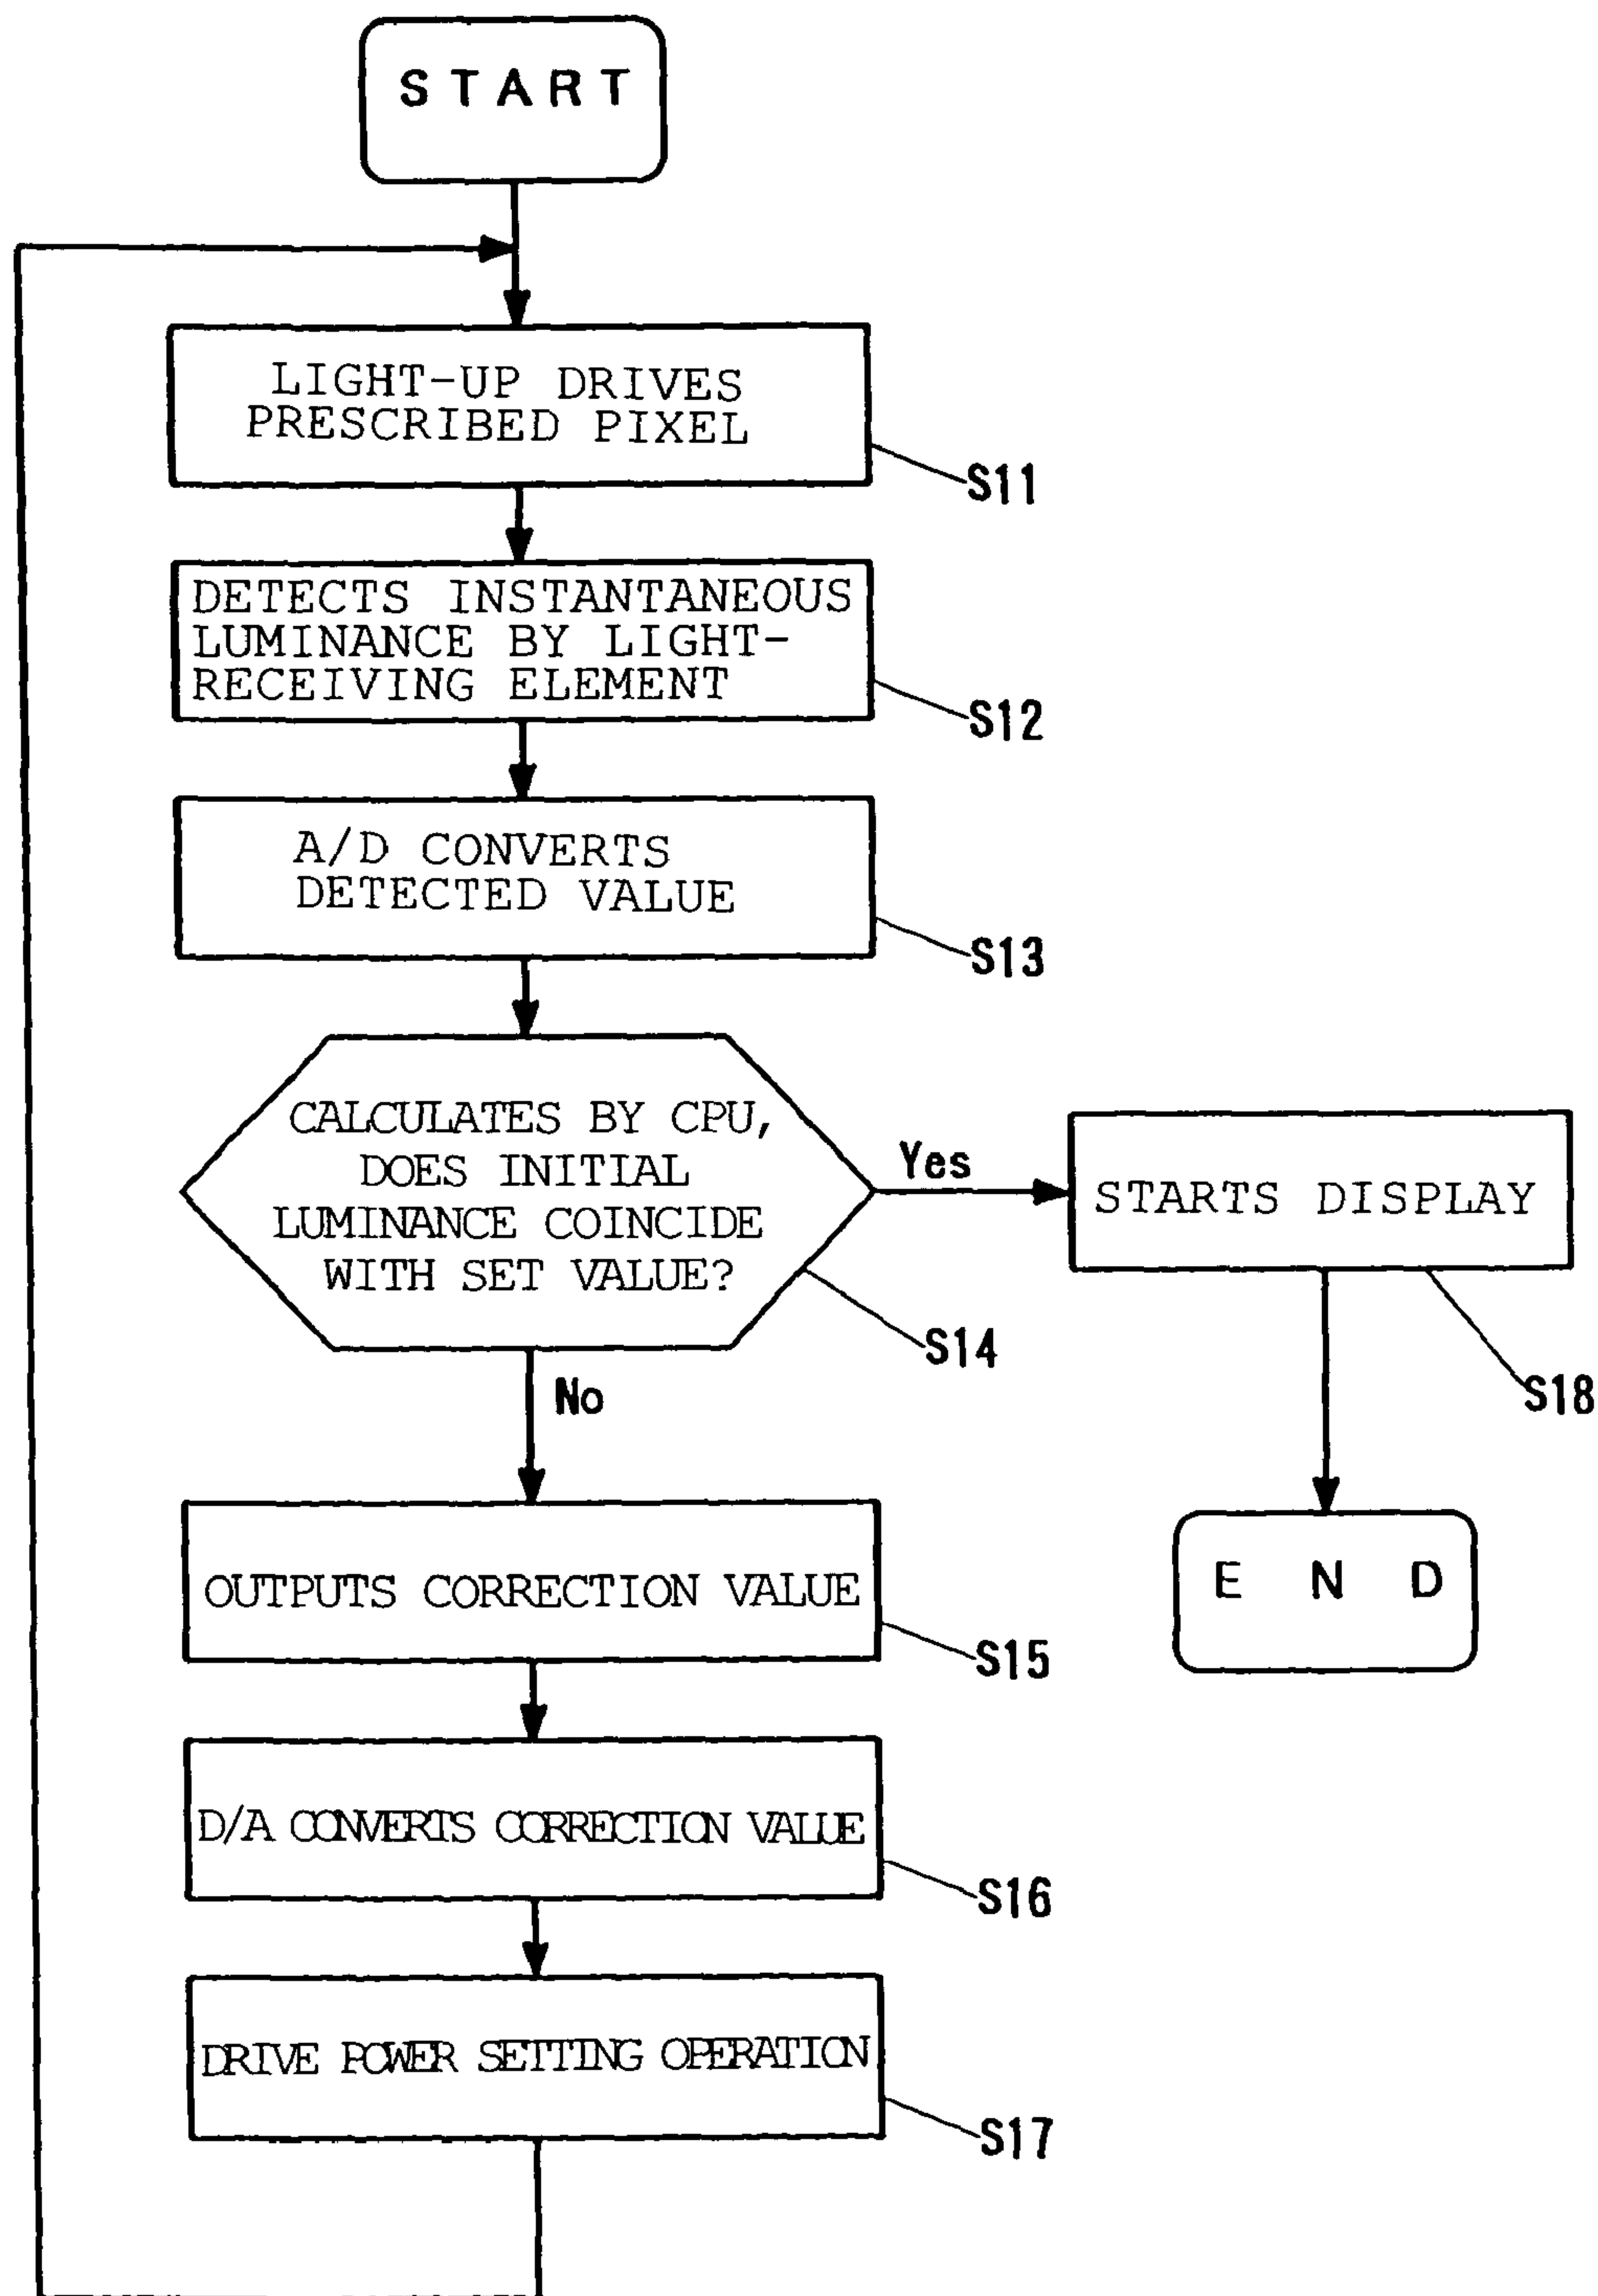 START
LIGHT-UP DRIVES
PRESCRIBED PIXEL
S11
DETECTS INSTANTANEOUS
LUMINANCE BY LIGHT-
RECEIVING ELEMENT
S12
A/D CONVERTS
DETECTED VALUE
S13
CALCULATES BY CPU,
DOES INITIAL
LUMINANCE COINCIDE
WITH SET VALUE?
S14
Yes
STARTS DISPLAY
S18
END
No
OUTPUTS CORRECTION VALUE
S15
D/A CONVERTS CORRECTION VALUE
S16
DRIVE POWER SETTING OPERATION
S17